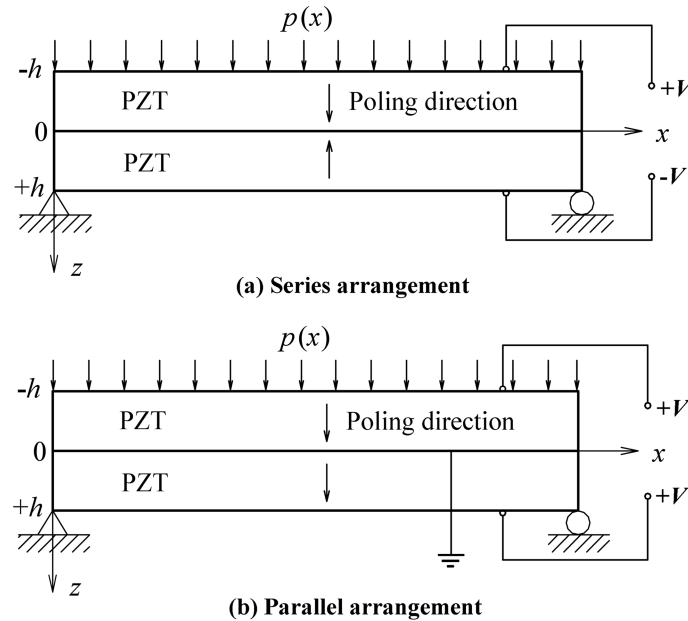 p(x)
-h
PZT
Poling direction
+V
0
x
PZT
-V
+h
z
(a) Series arrangement
p(x)
-h
PZT
Poling direction
+V
0
x
PZT
+V
+h
z
(b) Parallel arrangement